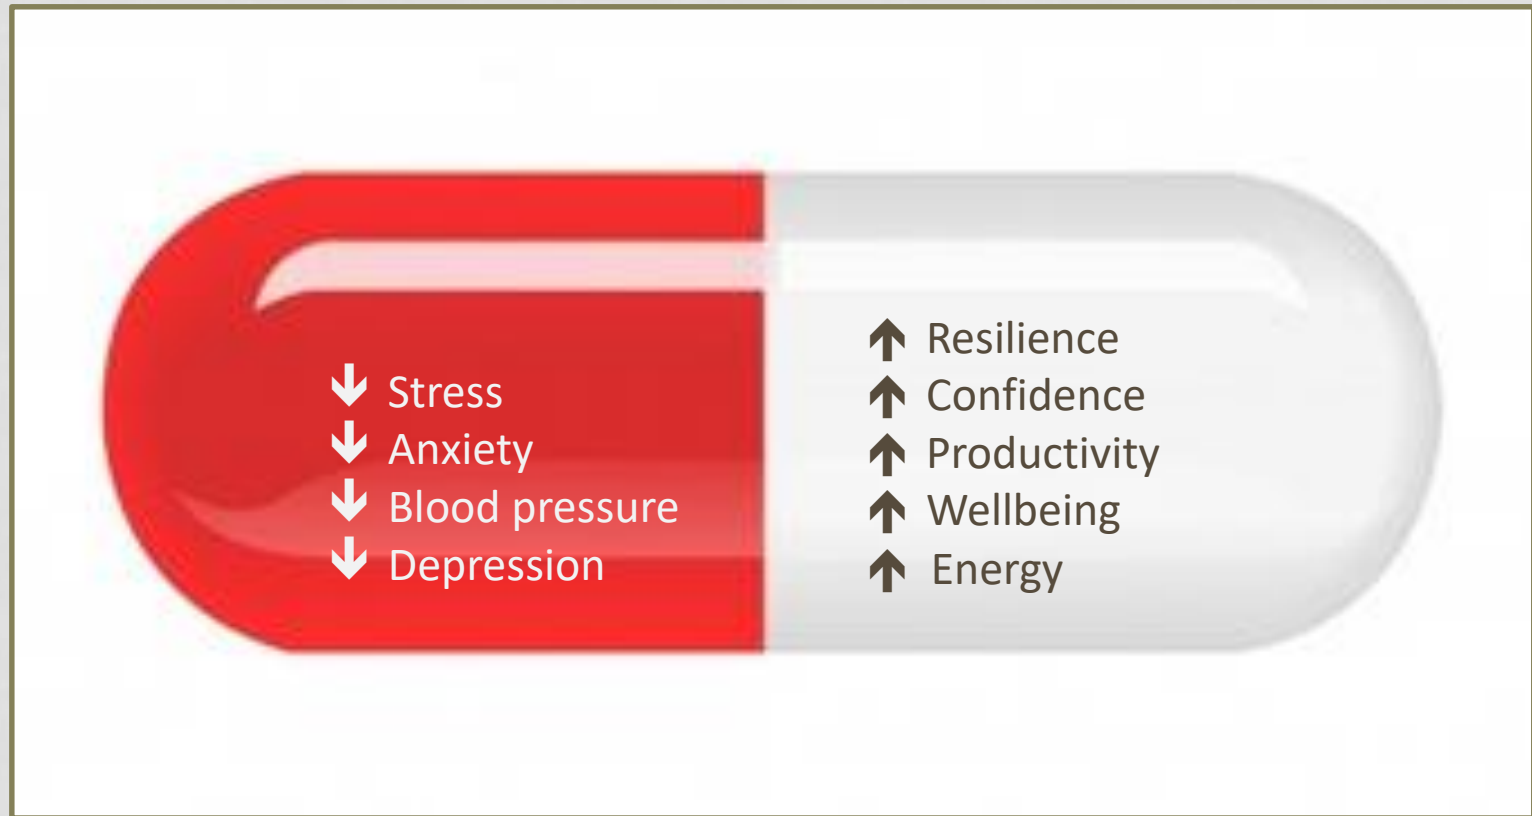 ↓ Stress
↓ Anxiety
↓ Blood pressure
↓ Depression
↑ Resilience
↑ Confidence
↑ Productivity
↑ Wellbeing
↑ Energy